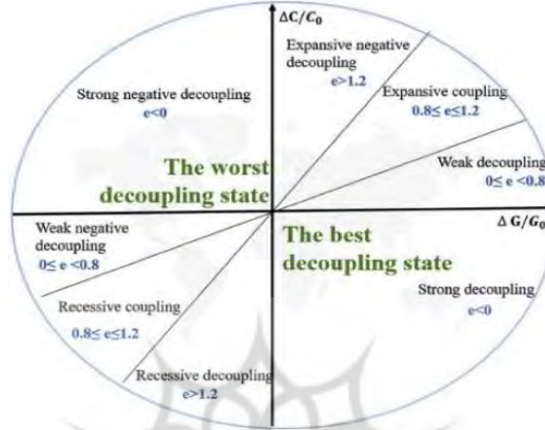 ΔC/C₀
Expansive negative
decoupling
e>1.2
Strong negative decoupling
e<0
Expansive coupling
0.8≤ e≤1.2
The worst
decoupling state
Weak decoupling
0≤ e <0.8
Weak negative
decoupling
0≤ e <0.8
Δ G/G₀
The best
decoupling state
Recessive coupling
0.8≤ e≤1.2
Strong decoupling
e<0
Recessive decoupling
e>1.2